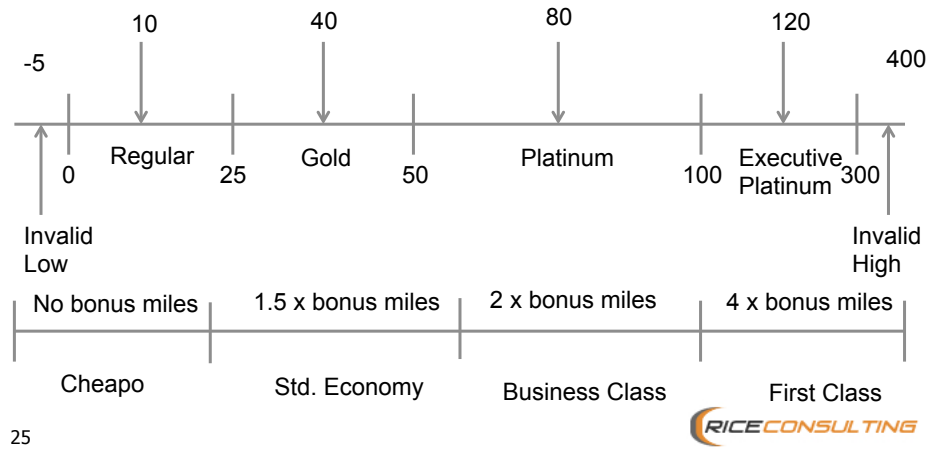 10 40 80 120
-5 400
Regular Gold Platinum Executive
Platinum
0 25 50 100 300
Invalid
Low
Invalid
High
No bonus miles 1.5 x bonus miles 2 x bonus miles 4 x bonus miles
Cheapo Std. Economy Business Class First Class
RICECONSULTING
25